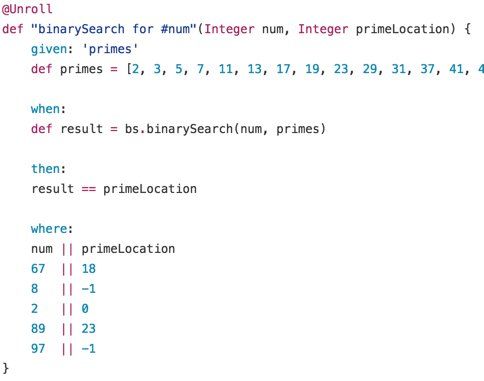 @Unroll
def "binarySearch for #num"(Integer num, Integer primeLocation) {
given: 'primes'
def primes = [2, 3, 5, 7, 11, 13, 17, 19, 23, 29, 31, 37, 41, 4
when:
def result = bs.binarySearch(num, primes)
then:
result == primeLocation
where:
num || primeLocation
67 || 18
8 || -1
2 || 0
89 || 23
97 || -1
}